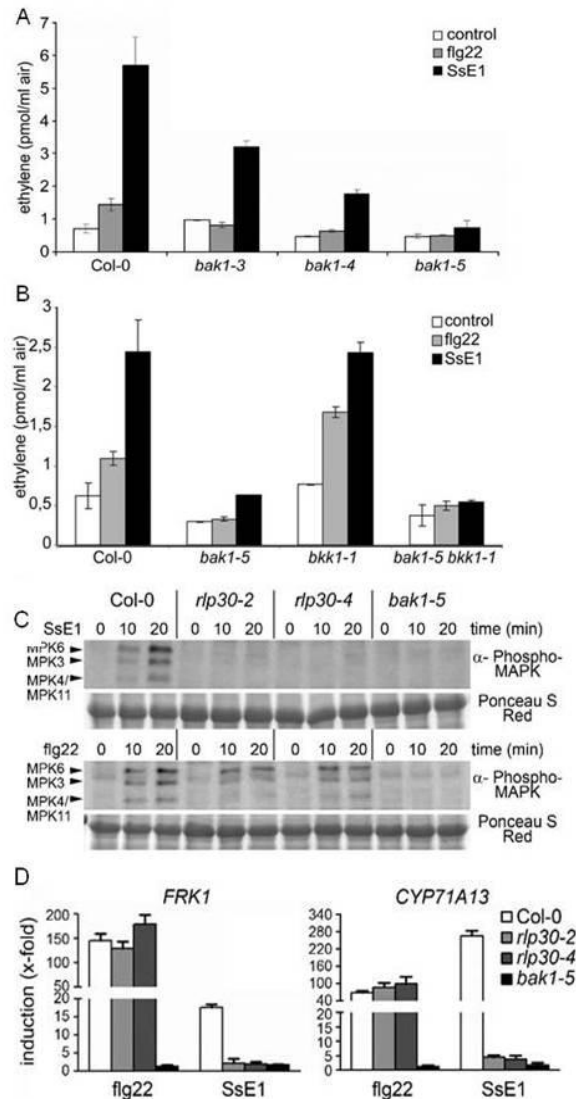 A
ethylene (pmol/ml air)
7
6
5
4
3
2
1
0
control
flg22
SsE1
Col-0 bak1-3 bak1-4 bak1-5
B
ethylene (pmol/ml air)
3
2,5
2
1,5
1
0,5
0
control
flg22
SsE1
Col-0 bak1-5 bkk1-1 bak1-5 bkk1-1
C
Col-0 rlp30-2 rlp30-4 bak1-5
SsE1 0 10 20 0 10 20 0 10 20 0 10 20 time (min)
MPK6
MPK3
MPK4/
MPK11
α- Phospho-
MAPK
Ponceau S
Red
flg22 0 10 20 0 10 20 0 10 20 0 10 20 time (min)
MPK6
MPK3
MPK4/
MPK11
α- Phospho-
MAPK
Ponceau S
Red
D
FRK1
induction (x-fold)
200
150
100
50
20
15
10
5
0
flg22 SsE1
CYP71A13
340
280
220
160
100
40
15
10
5
0
Col-0
rlp30-2
rlp30-4
bak1-5
flg22 SsE1